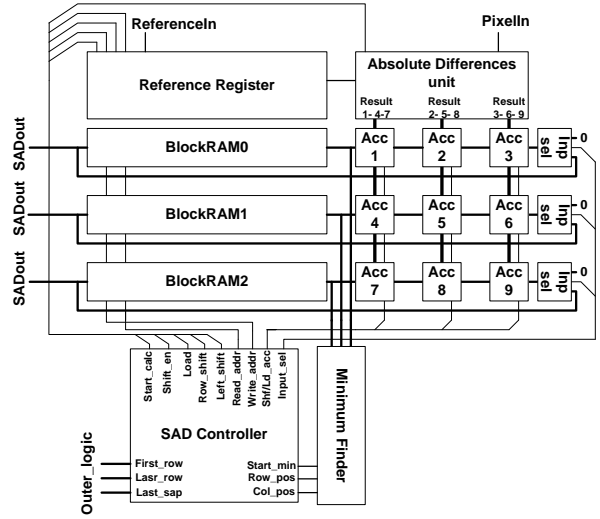 ReferenceIn
PixelIn
Reference Register
Absolute Differences
unit
Result
1- 4-7
Result
2- 5- 8
Result
3- 6- 9
SADout
BlockRAM0
Acc
1
Acc
2
Acc
3
Inp
sel
0
SADout
BlockRAM1
Acc
4
Acc
5
Acc
6
Inp
sel
0
SADout
BlockRAM2
Acc
7
Acc
8
Acc
9
Inp
sel
0
Start_calc
Shift_en
Load
Row_shift
Left_shift
Read_addr
Write_addr
Shf/Ld_acc
Input_sel
SAD Controller
Minimum Finder
Outer_logic
First_row
Lasr_row
Last_sap
Start_min
Row_pos
Col_pos